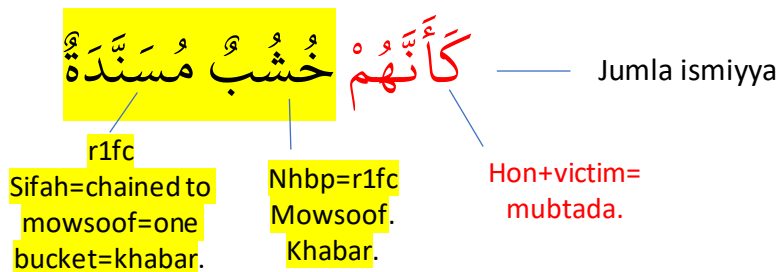 كَأَنَّهُمْ خُشُبٌ مُسَنَّدَةٌ
Jumla ismiyya
r1fc
Sifah=chained to
mowsoof=one
bucket=khabar.
Nhbp=r1fc
Mowsoof.
Khabar.
Hon+victim=
mubtada.